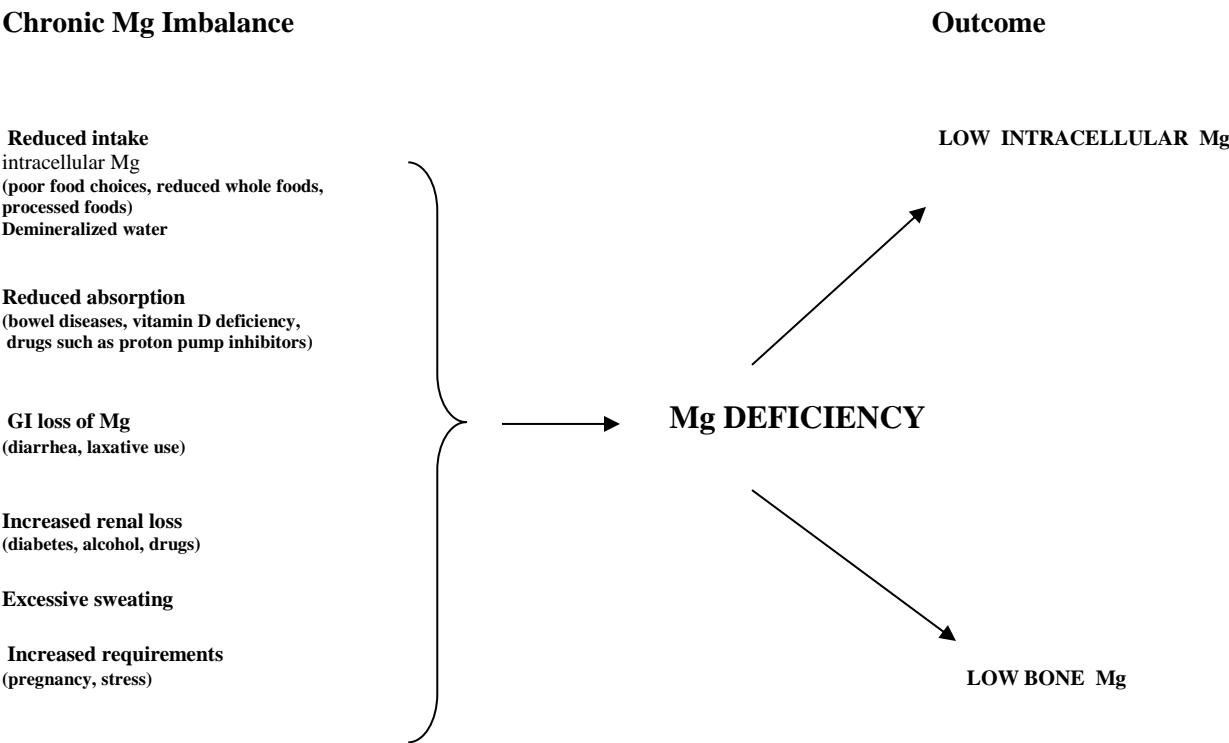 Chronic Mg Imbalance
Outcome
Reduced intake
intracellular Mg
(poor food choices, reduced whole foods,
processed foods)
Demineralized water
Reduced absorption
(bowel diseases, vitamin D deficiency,
drugs such as proton pump inhibitors)
GI loss of Mg
(diarrhea, laxative use)
Increased renal loss
(diabetes, alcohol, drugs)
Excessive sweating
Increased requirements
(pregnancy, stress)
Mg DEFICIENCY
LOW INTRACELLULAR Mg
LOW BONE Mg